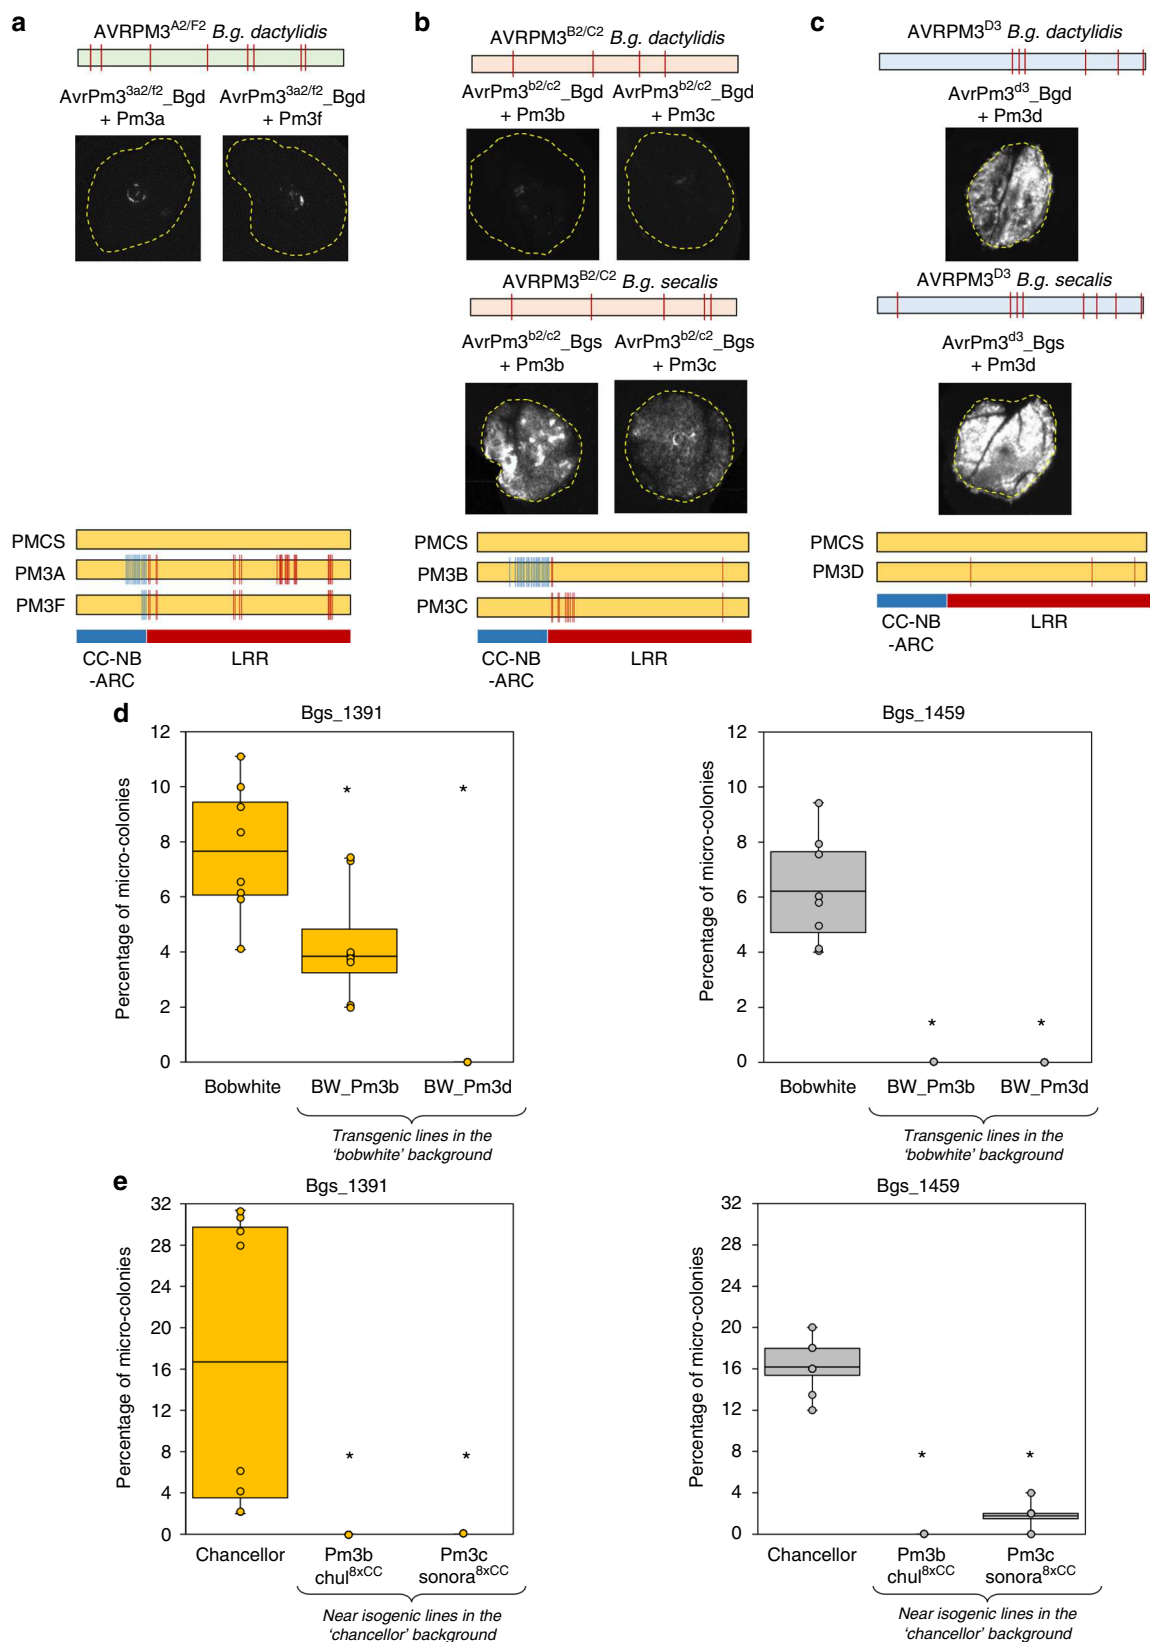 a
AVRPM3A2/F2 B.g. dactylidis
AvrPm33a2/f2_Bgd
+ Pm3a
AvrPm33a2/f2_Bgd
+ Pm3f
PMCS
PM3A
PM3F
CC-NB
-ARC
LRR
b
AVRPM3B2/C2 B.g. dactylidis
AvrPm3b2/c2_Bgd
+ Pm3b
AvrPm3b2/c2_Bgd
+ Pm3c
AVRPM3B2/C2 B.g. secalis
AvrPm3b2/c2_Bgs
+ Pm3b
AvrPm3b2/c2_Bgs
+ Pm3c
PMCS
PM3B
PM3C
CC-NB
-ARC
LRR
c
AVRPM3D3 B.g. dactylidis
AvrPm3d3_Bgd
+ Pm3d
AVRPM3D3 B.g. secalis
AvrPm3d3_Bgs
+ Pm3d
PMCS
PM3D
CC-NB
-ARC
LRR
d
Bgs_1391
Percentage of micro-colonies
12
10
8
6
4
2
0
*
*
Bobwhite
BW_Pm3b
BW_Pm3d
Transgenic lines in the
‘bobwhite’ background
Bgs_1459
Percentage of micro-colonies
12
10
8
6
4
2
0
*
*
Bobwhite
BW_Pm3b
BW_Pm3d
Transgenic lines in the
‘bobwhite’ background
e
Bgs_1391
Percentage of micro-colonies
32
28
24
20
16
12
8
4
0
*
*
Chancellor
Pm3b
chul8xCC
Pm3c
sonora8xCC
Near isogenic lines in the
‘chancellor’ background
Bgs_1459
Percentage of micro-colonies
32
28
24
20
16
12
8
4
0
*
*
Chancellor
Pm3b
chul8xCC
Pm3c
sonora8xCC
Near isogenic lines in the
‘chancellor’ background